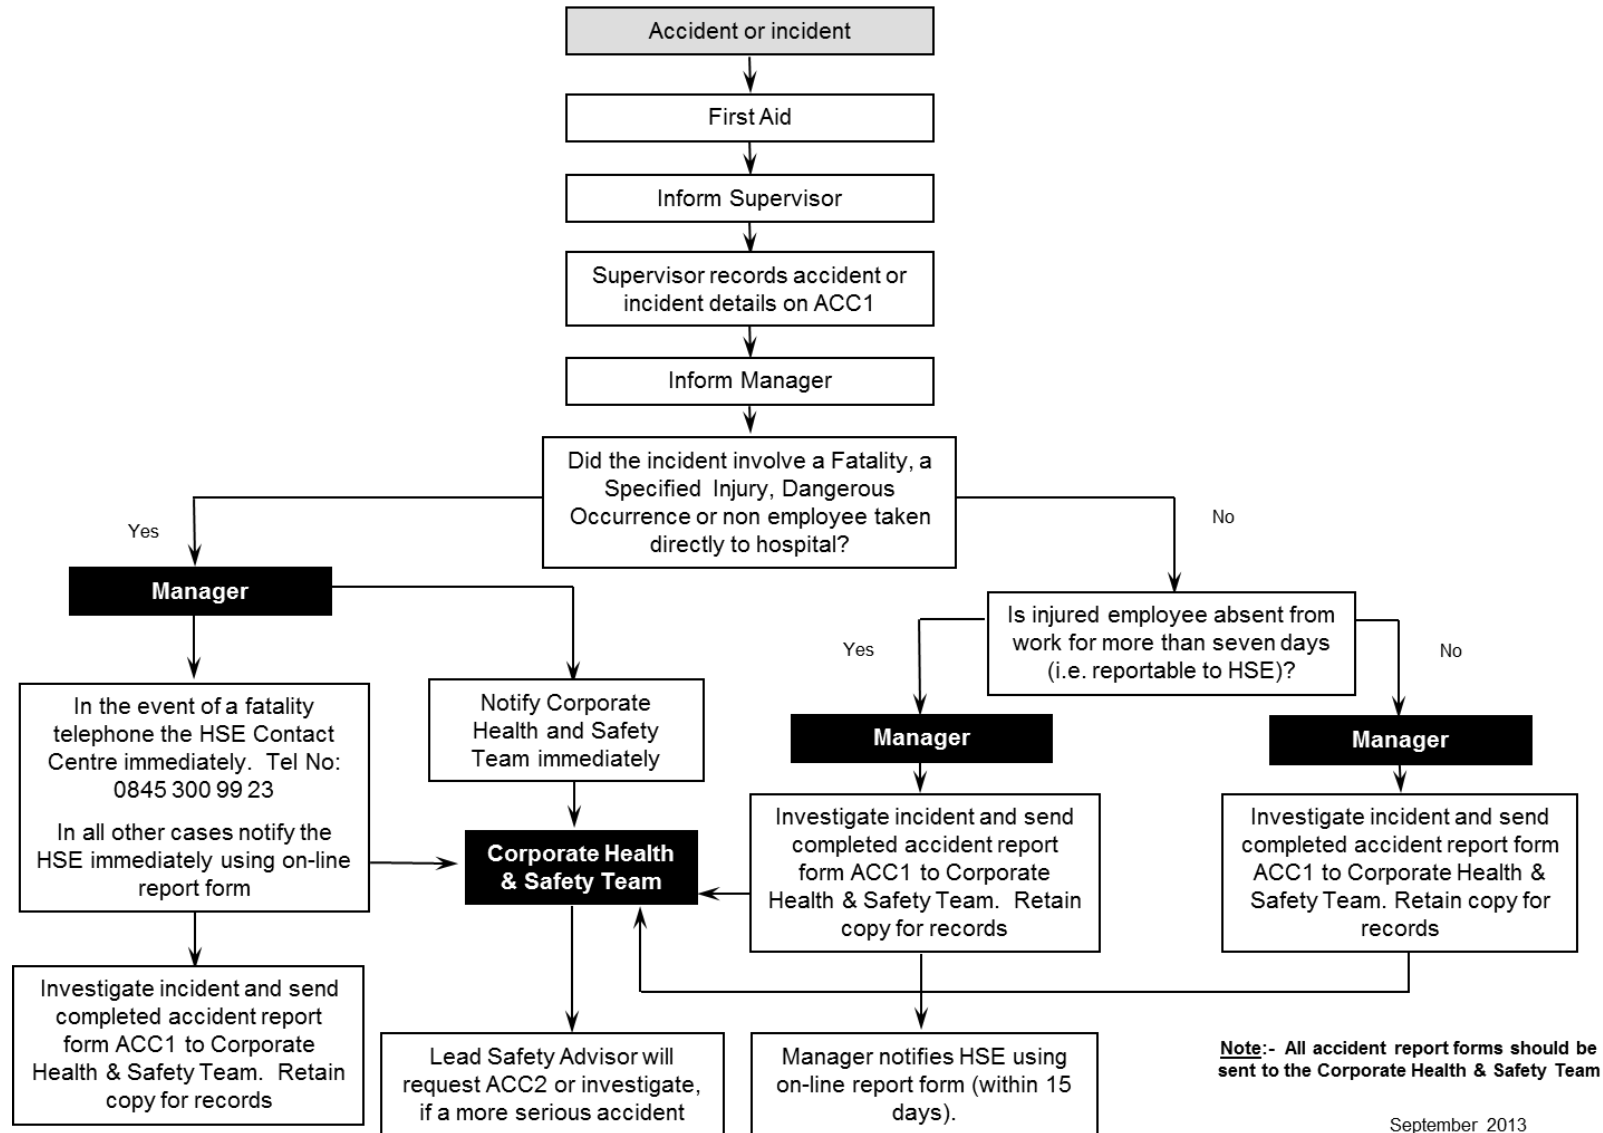 Accident or incident
First Aid
Inform Supervisor
Supervisor records accident or
incident details on ACC1
Inform Manager
Did the incident involve a Fatality, a
Specified Injury, Dangerous
Occurrence or non employee taken
directly to hospital?
Yes
No
Manager
Is injured employee absent from
work for more than seven days
(i.e. reportable to HSE)?
Yes
No
In the event of a fatality
telephone the HSE Contact
Centre immediately. Tel No:
0845 300 99 23
In all other cases notify the
HSE immediately using on-line
report form
Notify Corporate
Health and Safety
Team immediately
Manager
Manager
Corporate Health
& Safety Team
Investigate incident and send
completed accident report
form ACC1 to Corporate
Health & Safety Team. Retain
copy for records
Investigate incident and send
completed accident report form
ACC1 to Corporate Health &
Safety Team. Retain copy for
records
Investigate incident and send
completed accident report
form ACC1 to Corporate
Health & Safety Team. Retain
copy for records
Lead Safety Advisor will
request ACC2 or investigate,
if a more serious accident
Manager notifies HSE using
on-line report form (within 15
days).
Note:- All accident report forms should be
sent to the Corporate Health & Safety Team
September 2013